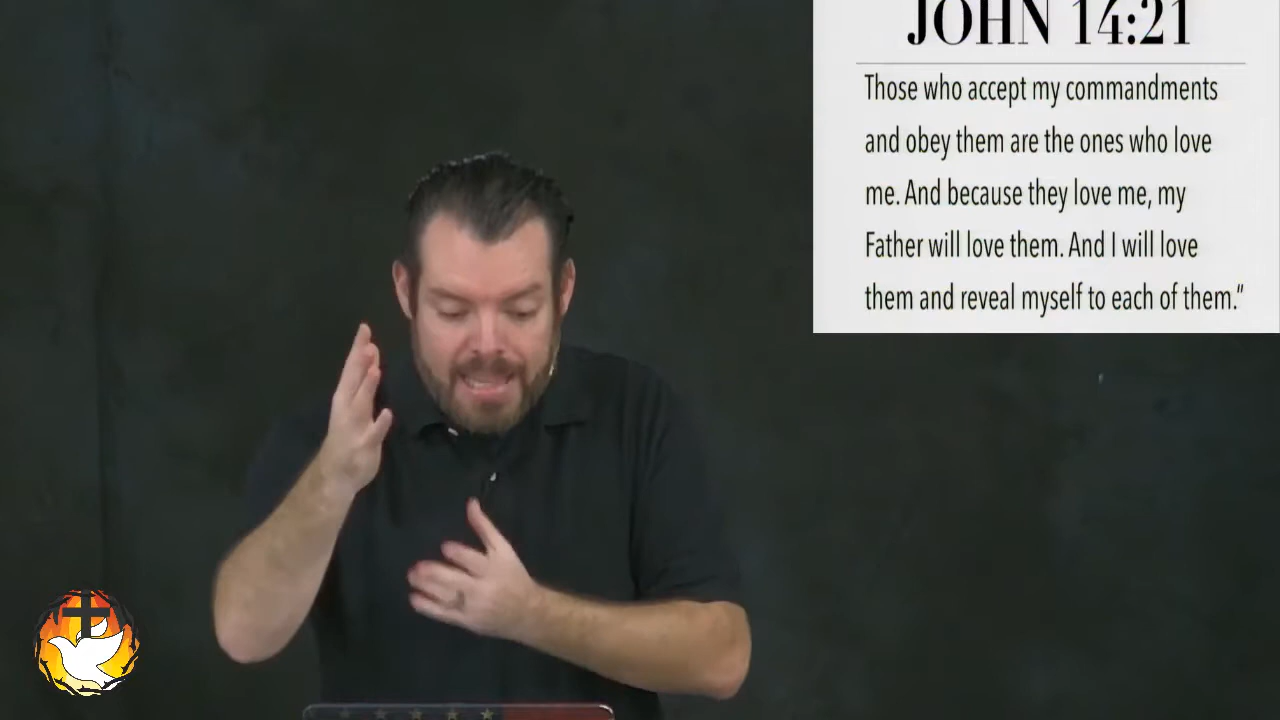 JOHN 14:21
Those who accept my commandments
and obey them are the ones who love
me. And because they love me, my
Father will love them. And I will love
them and reveal myself to each of them.”